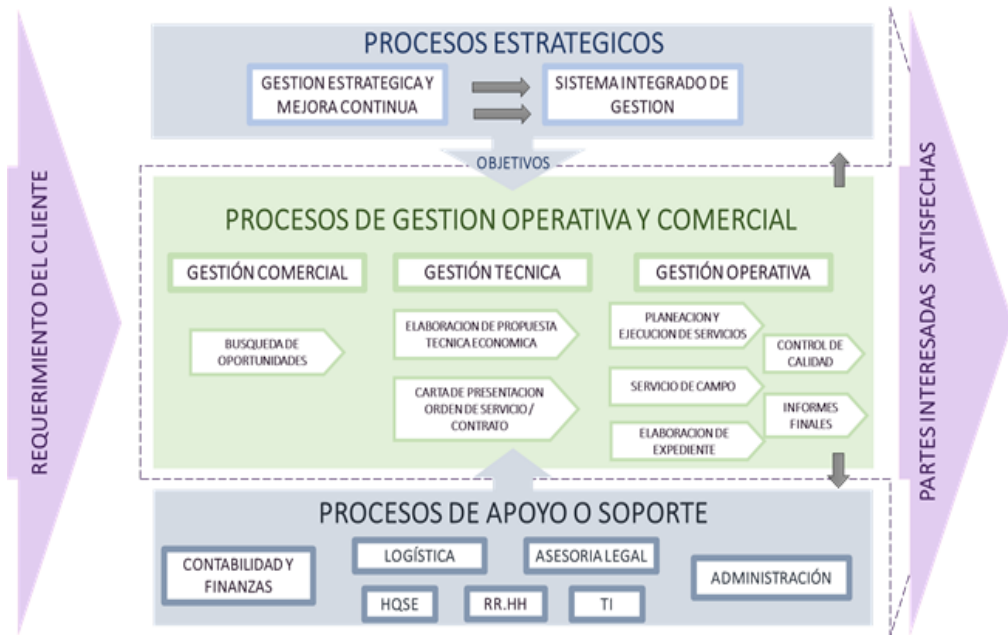 REQUERIMIENTO DEL CLIENTE
PROCESOS ESTRATEGICOS
GESTION ESTRATEGICA Y
MEJORA CONTINUA
SISTEMA INTEGRADO DE
GESTION
OBJETIVOS
PROCESOS DE GESTION OPERATIVA Y COMERCIAL
GESTIÓN COMERCIAL
BUSQUEDA DE
OPORTUNIDADES
GESTIÓN TECNICA
ELABORACION DE PROPUESTA
TECNICA ECONOMICA
CARTA DE PRESENTACION
ORDEN DE SERVICIO /
CONTRATO
GESTIÓN OPERATIVA
PLANEACION Y
EJECUCION DE SERVICIOS
SERVICIO DE CAMPO
ELABORACION DE
EXPEDIENTE
CONTROL DE
CALIDAD
INFORMES
FINALES
PROCESOS DE APOYO O SOPORTE
CONTABILIDAD Y
FINANZAS
LOGÍSTICA
ASESORIA LEGAL
HQSE
RR.HH
TI
ADMINISTRACIÓN
PARTES INTERESADAS SATISFECHAS